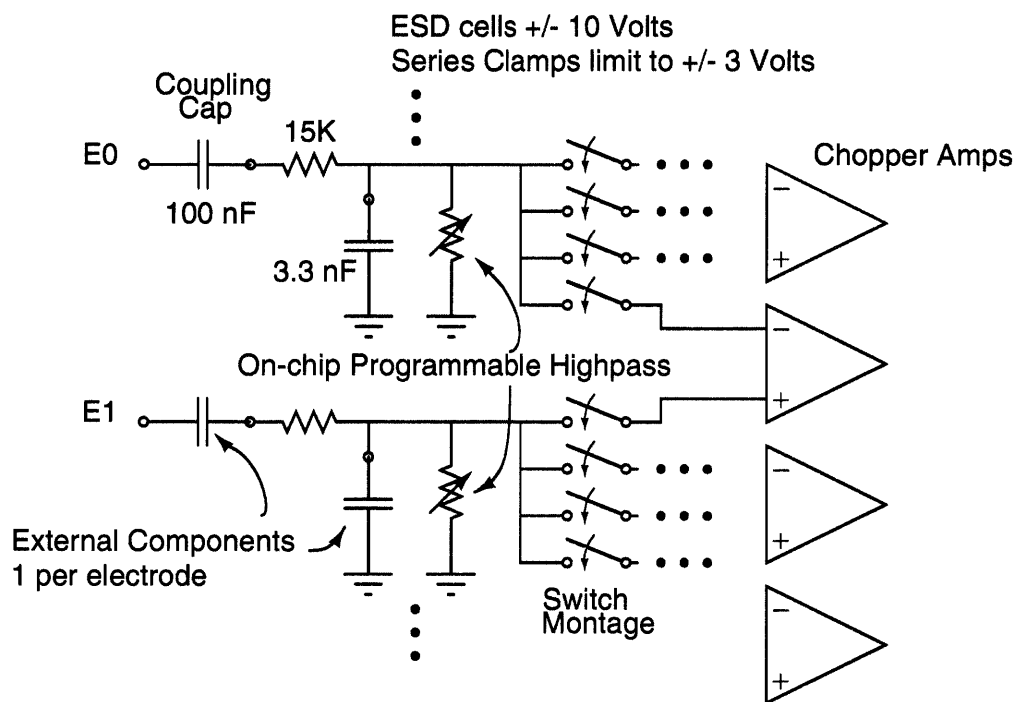 ESD cells +/- 10 Volts
Series Clamps limit to +/- 3 Volts
Coupling
Cap
15K
E0
100 nF
3.3 nF
Chopper Amps
−
+
−
+
On-chip Programmable Highpass
E1
−
+
External Components
1 per electrode
Switch
Montage
−
+